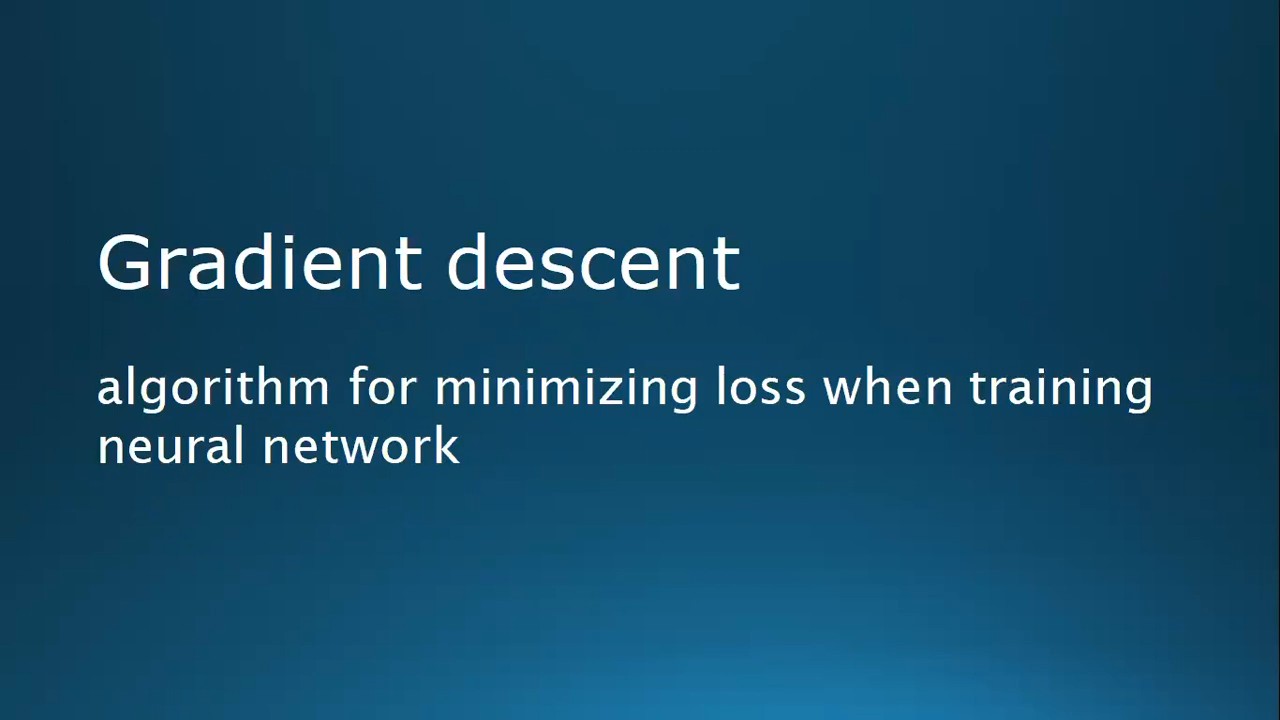 Gradient descent
algorithm for minimizing loss when training
neural network